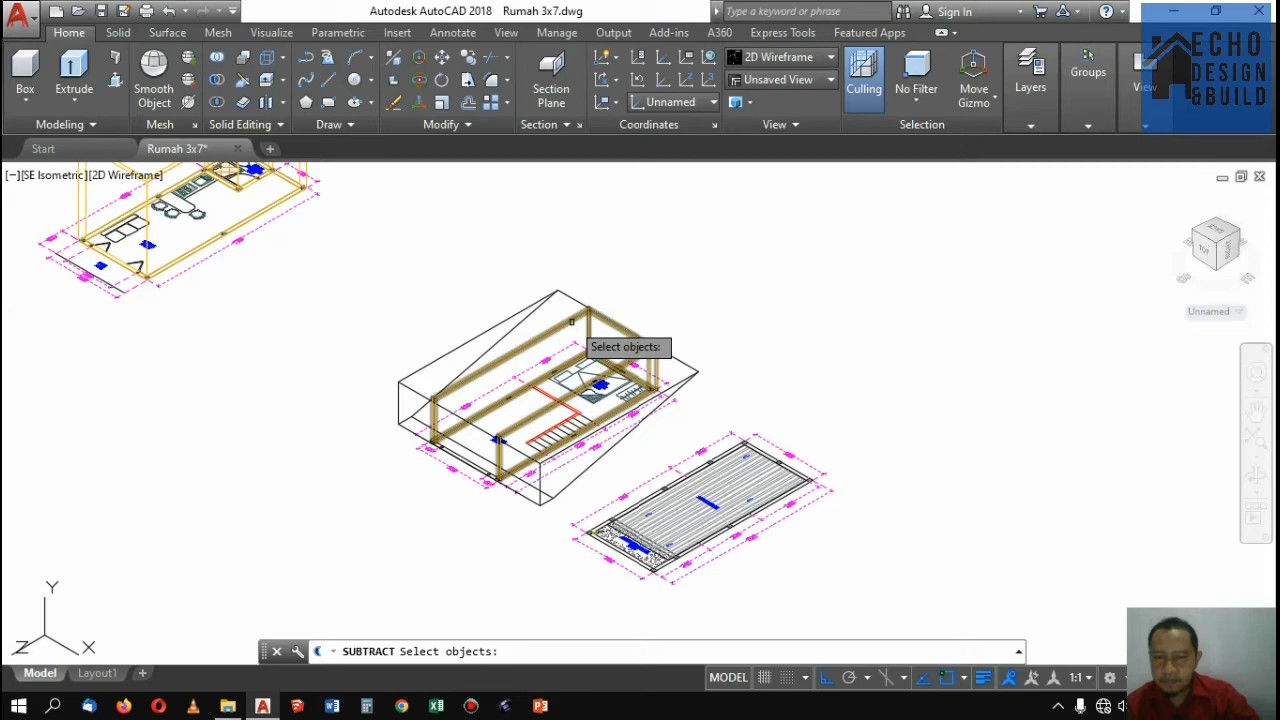 Autodesk AutoCAD 2018 Rumah 3x7.dwg
Type a keyword or phrase
Sign In
Home Solid Surface Mesh Visualize Parametric Insert Annotate View Manage Output Add-ins A360 Express Tools Featured Apps
ECHO
DESIGN
&BUILD
2D Wireframe
Unsaved View
Unnamed
Box
Extrude
Smooth
Object
Section
Plane
Culling
No Filter
Move
Gizmo
Layers
Groups
View
Modeling
Mesh
Solid Editing
Draw
Modify
Section
Coordinates
View
Selection
Start
Rumah 3x7*
[−][SE Isometric][2D Wireframe]
TOP
Unnamed
Select objects:
Y
Z
X
SUBTRACT Select objects:
Model
Layout1
MODEL
1:1